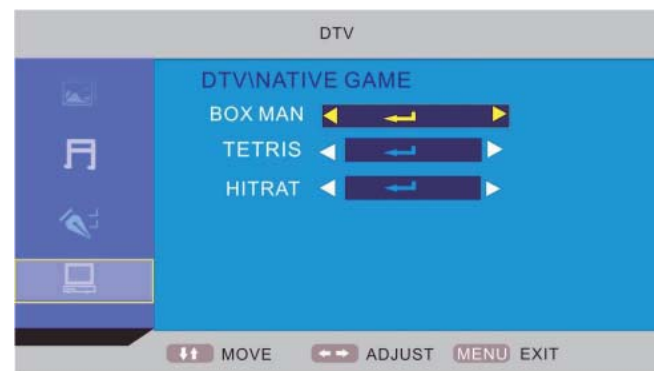 DTV
DTV\NATIVE GAME
BOX MAN
TETRIS
HITRAT
MOVE ADJUST MENU EXIT